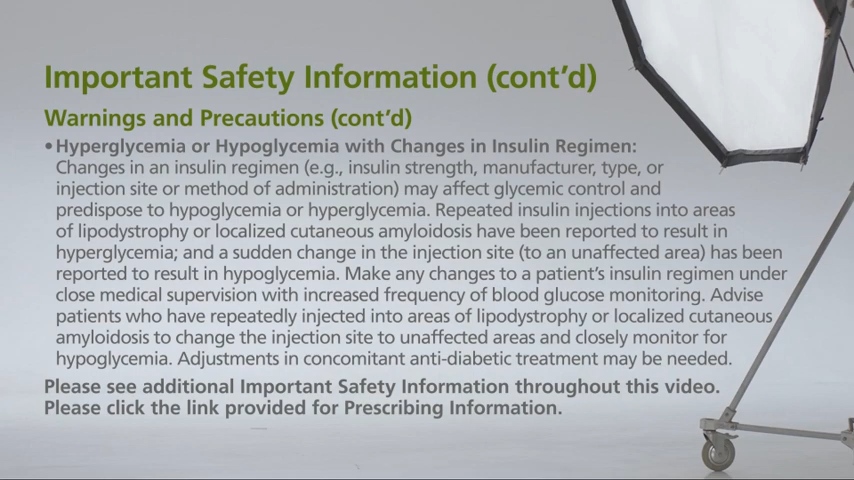 Important Safety Information (cont’d)
Warnings and Precautions (cont’d)
• Hyperglycemia or Hypoglycemia with Changes in Insulin Regimen:
Changes in an insulin regimen (e.g., insulin strength, manufacturer, type, or
injection site or method of administration) may affect glycemic control and
predispose to hypoglycemia or hyperglycemia. Repeated insulin injections into areas
of lipodystrophy or localized cutaneous amyloidosis have been reported to result in
hyperglycemia; and a sudden change in the injection site (to an unaffected area) has been
reported to result in hypoglycemia. Make any changes to a patient’s insulin regimen under
close medical supervision with increased frequency of blood glucose monitoring. Advise
patients who have repeatedly injected into areas of lipodystrophy or localized cutaneous
amyloidosis to change the injection site to unaffected areas and closely monitor for
hypoglycemia. Adjustments in concomitant anti-diabetic treatment may be needed.
Please see additional Important Safety Information throughout this video.
Please click the link provided for Prescribing Information.